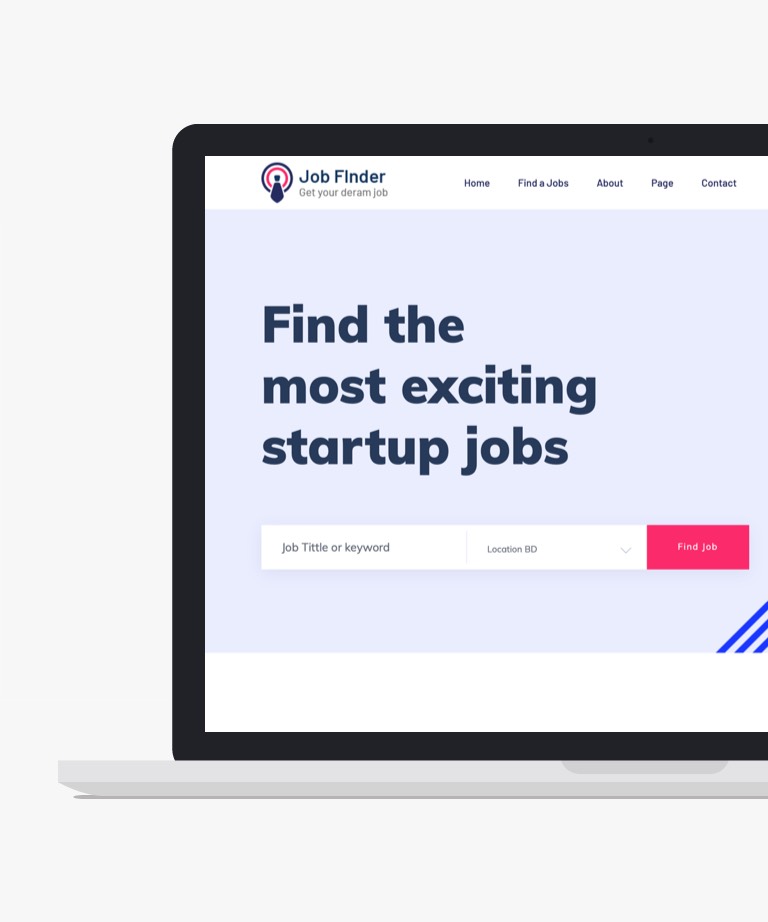 Job FInder
Get your deram job
Home Find a Jobs About Page Contact
Find the
most exciting
startup jobs
Job Tittle or keyword Location BD Find Job